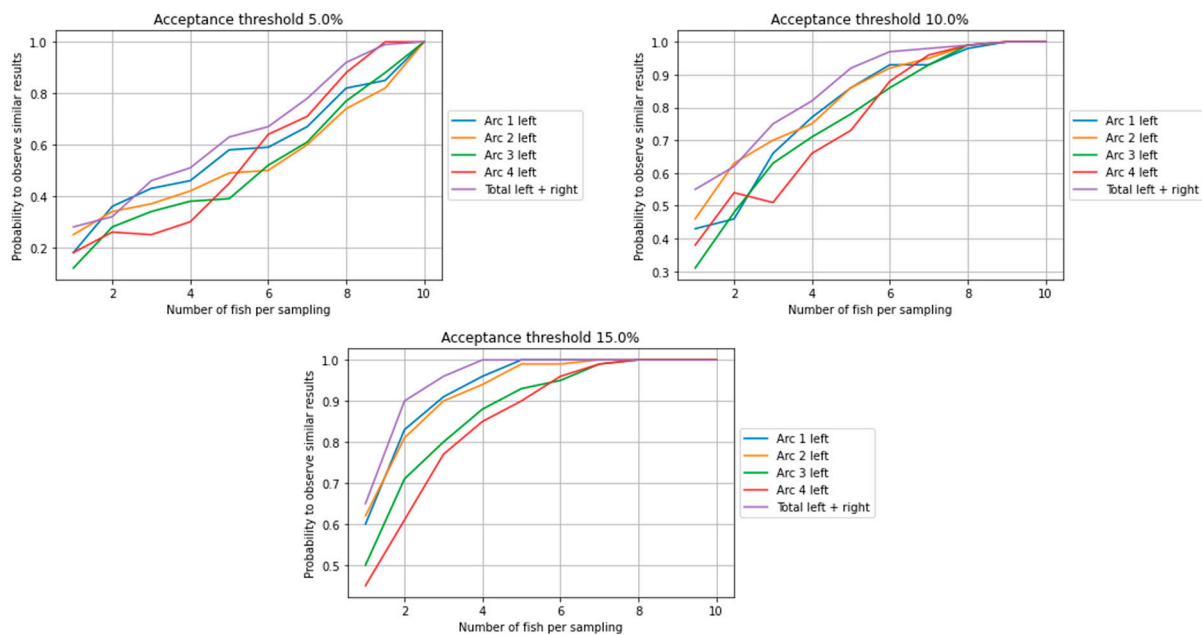 Acceptance threshold 5.0%
Probability to observe similar results
1.0
0.8
0.6
0.4
0.2
2 4 6 8 10
Number of fish per sampling
Arc 1 left
Arc 2 left
Arc 3 left
Arc 4 left
Total left + right
Acceptance threshold 10.0%
Probability to observe similar results
1.0
0.9
0.8
0.7
0.6
0.5
0.4
0.3
2 4 6 8 10
Number of fish per sampling
Arc 1 left
Arc 2 left
Arc 3 left
Arc 4 left
Total left + right
Acceptance threshold 15.0%
Probability to observe similar results
1.0
0.9
0.8
0.7
0.6
0.5
2 4 6 8 10
Number of fish per sampling
Arc 1 left
Arc 2 left
Arc 3 left
Arc 4 left
Total left + right